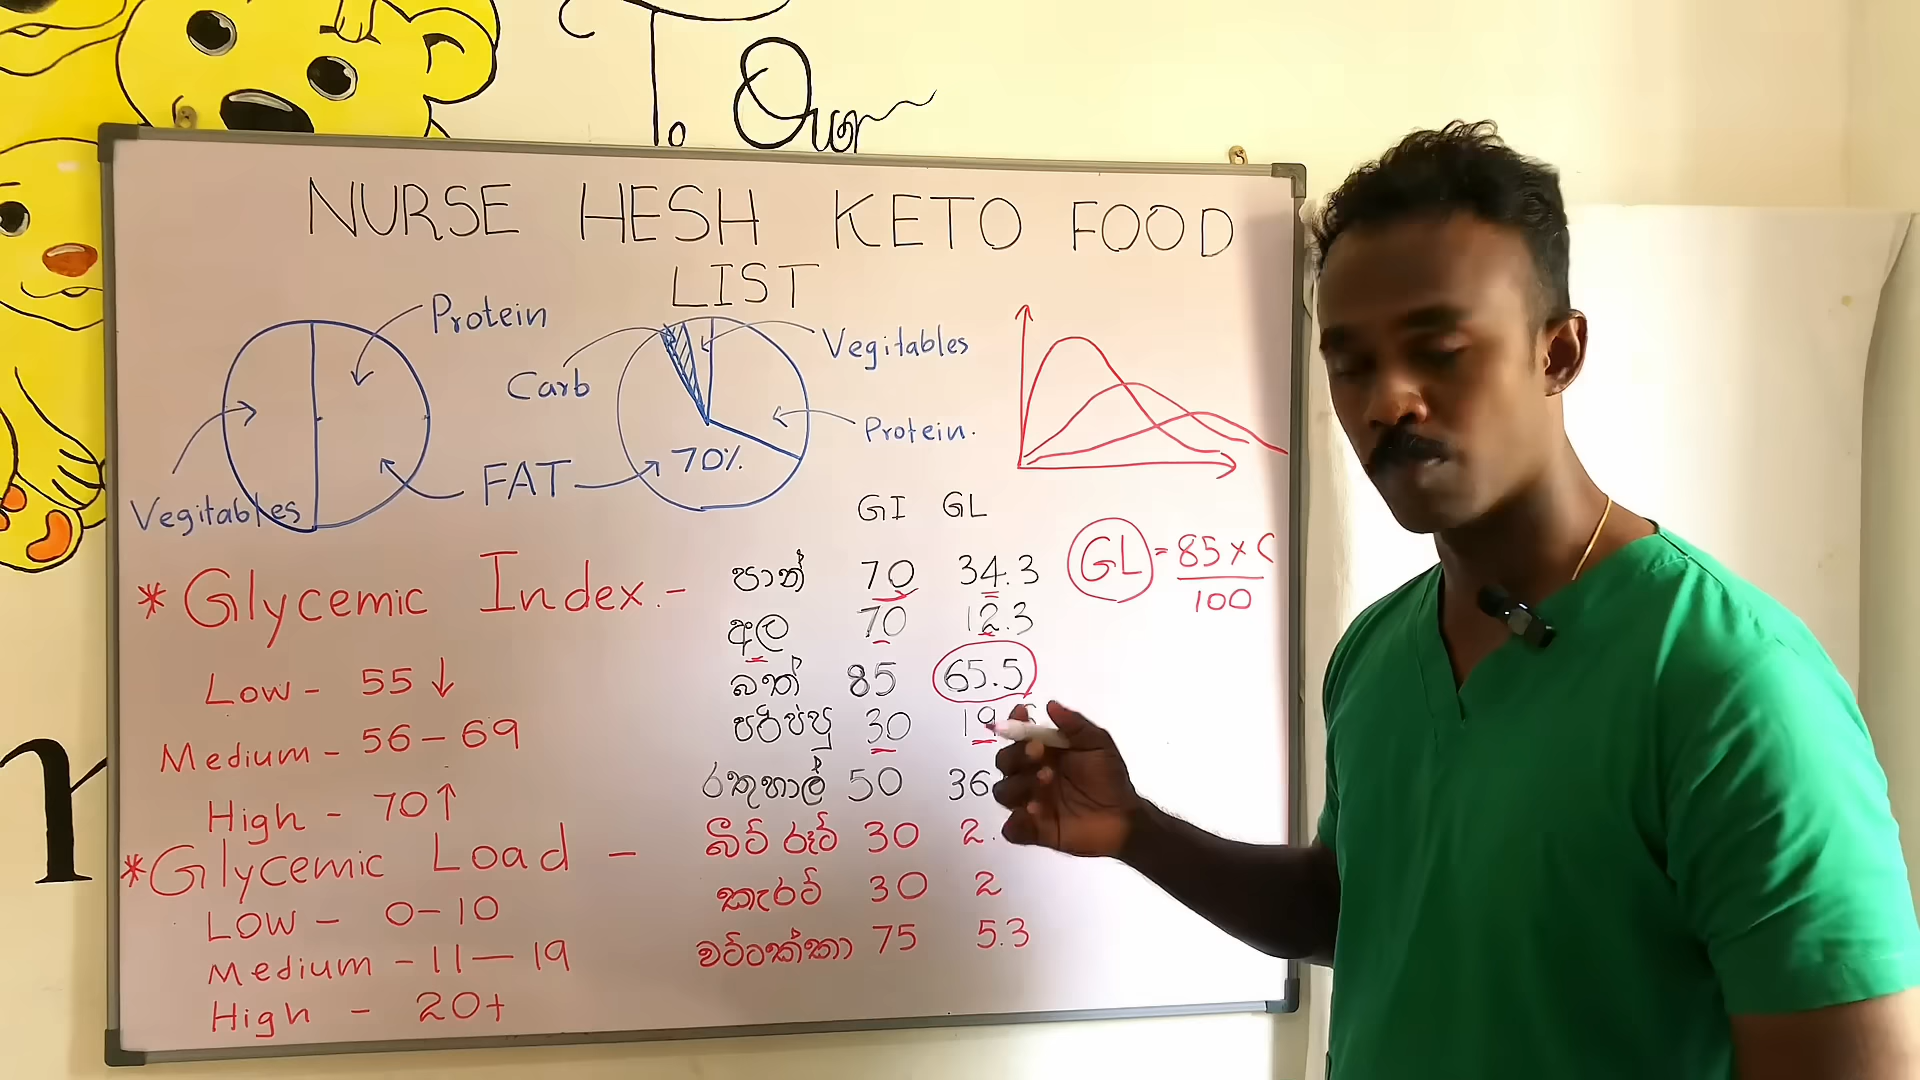 To Our
NURSE HESH KETO FOOD
LIST
Protein
Vegitables
Carb
Protein.
70%
FAT
Vegitables
GI GL
පාන් 70 34.3
අල 70 12.3
බත් 85 65.5
පරිප්පු 30 19
රතුහාල් 50 36
බීට් රූට් 30 2.
කැරට් 30 2
වට්ටක්කා 75 5.3
GL = 85 x C
100
* Glycemic Index -
Low - 55 ↓
Medium - 56 - 69
High - 70 ↑
* Glycemic Load -
Low - 0-10
Medium - 11 - 19
High - 20+